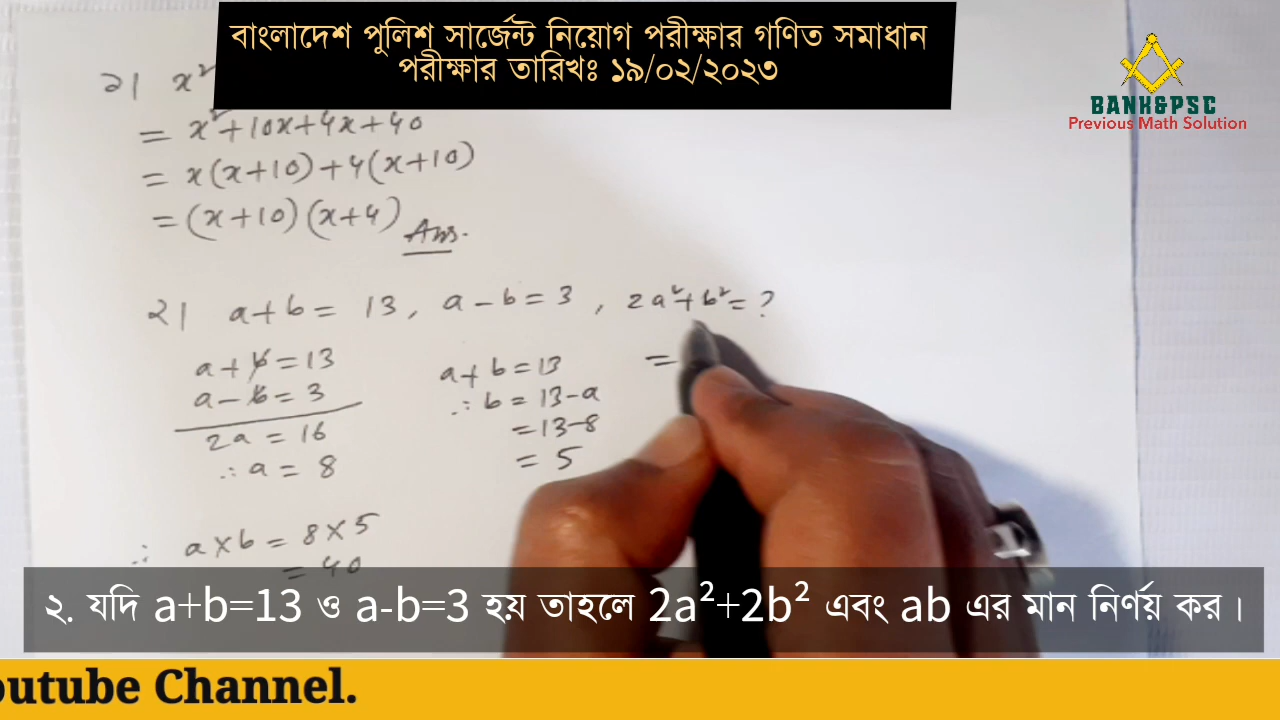 বাংলাদেশ পুলিশ সার্জেন্ট নিয়োগ পরীক্ষার গণিত সমাধান
পরীক্ষার তারিখঃ ১৯/০২/২০২৩
BANK&PSC
Previous Math Solution
১। x²
= x²+10x+4x+40
= x(x+10)+4(x+10)
= (x+10)(x+4) Ans.
২। a+b = 13, a-b = 3, 2a²+b² = ?
a+b = 13
a-b = 3
2a = 16
∴ a = 8
a+b = 13
∴ b = 13-a
= 13-8
= 5
=
∴ a×b = 8×5
= 40
২. যদি a+b=13 ও a-b=3 হয় তাহলে 2a²+2b² এবং ab এর মান নির্ণয় কর।
outube Channel.